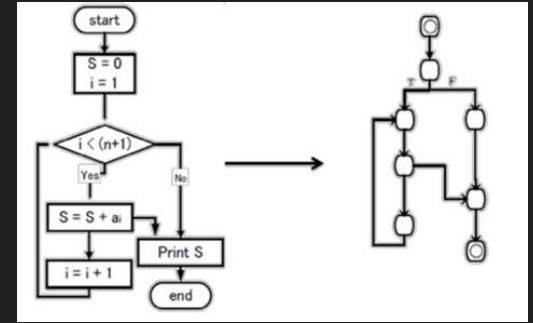 start
S = 0
i = 1
i < (n+1)
Yes
No
S = S + ai
Print S
i = i + 1
end
T F